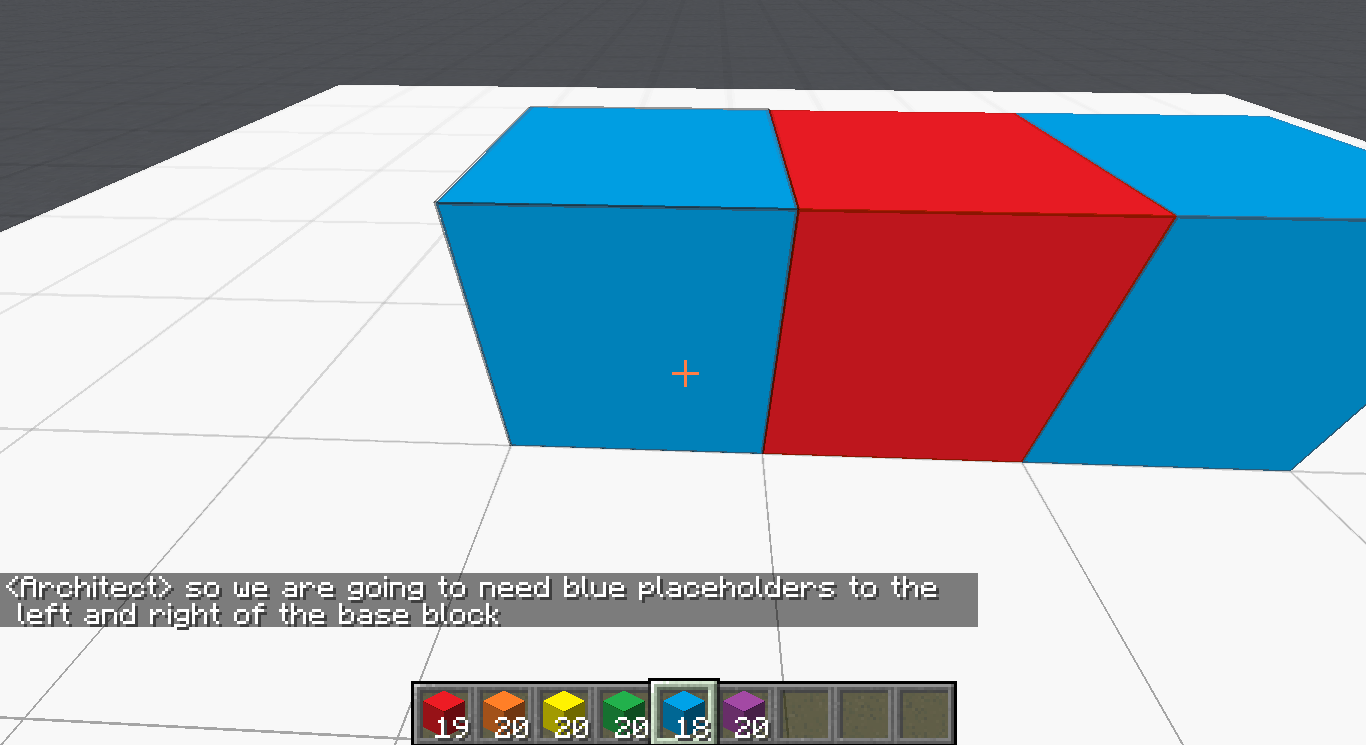 <Architect> so we are going to need blue placeholders to the
left and right of the base block
19 20 20 20 18 20